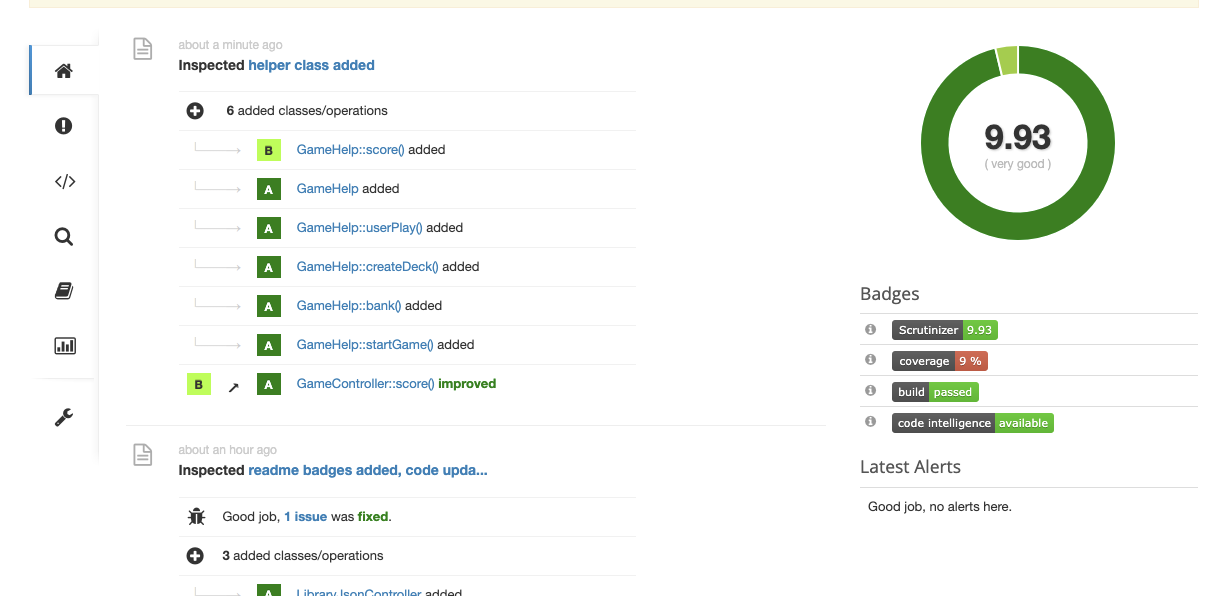 about a minute ago
Inspected helper class added
6 added classes/operations
B GameHelp::score() added
A GameHelp added
A GameHelp::userPlay() added
A GameHelp::createDeck() added
A GameHelp::bank() added
A GameHelp::startGame() added
B A GameController::score() improved
about an hour ago
Inspected readme badges added, code upda...
Good job, 1 issue was fixed.
3 added classes/operations
A LibraryJsonController added
9.93
( very good )
Badges
Scrutinizer 9.93
coverage 9 %
build passed
code intelligence available
Latest Alerts
Good job, no alerts here.